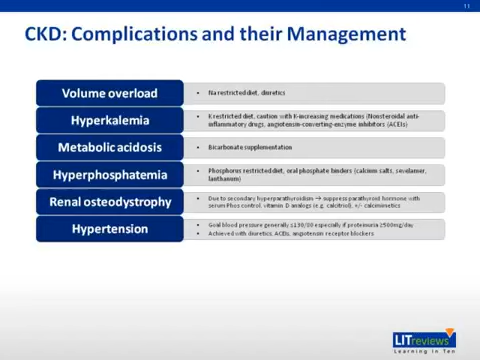 11
CKD: Complications and their Management
Volume overload
• Na restricted diet, diuretics
Hyperkalemia
• K restricted diet, caution with K-increasing medications (Nonsteroidal anti-
inflammatory drugs, angiotensin-converting-enzyme inhibitors (ACEIs)
Metabolic acidosis
• Bicarbonate supplementation
Hyperphosphatemia
• Phosphorus restricted diet, oral phosphate binders (calcium salts, sevelamer,
lanthanum)
Renal osteodystrophy
• Due to secondary hyperparathyroidism → suppress parathyroid hormone with
serum Phos control, vitamin D analogs (e.g. calcitriol), +/- calcimimetics
Hypertension
• Goal blood pressure generally ≤130/80 especially if proteinuria ≥500mg/day
• Achieved with diuretics, ACEIs, angiotensin receptor blockers
LITreviews
Learning in Ten